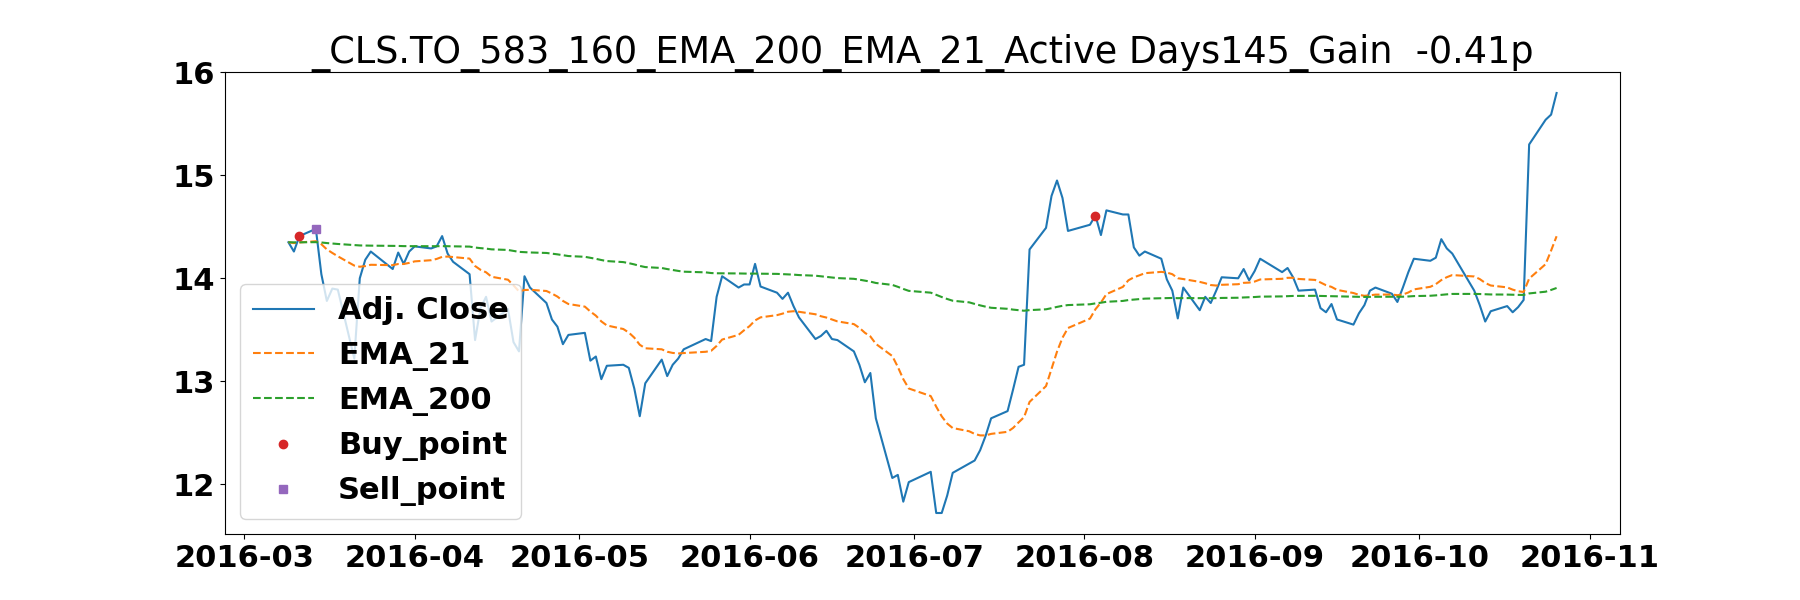 _CLS.TO_583_160_EMA_200_EMA_21_Active Days145_Gain  -0.41p
16
15
14
13
12
Adj. Close
EMA_21
EMA_200
Buy_point
Sell_point
2016-03 2016-04 2016-05 2016-06 2016-07 2016-08 2016-09 2016-10 2016-11